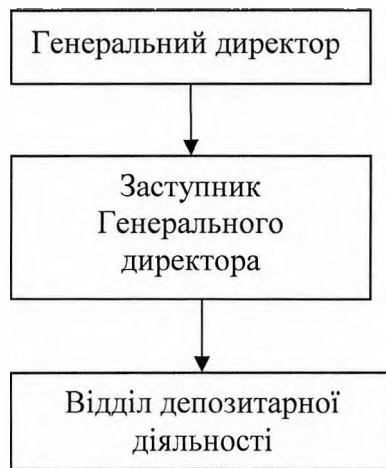 Генеральний директор
Заступник
Генерального
директора
Відділ депозитарної
діяльності